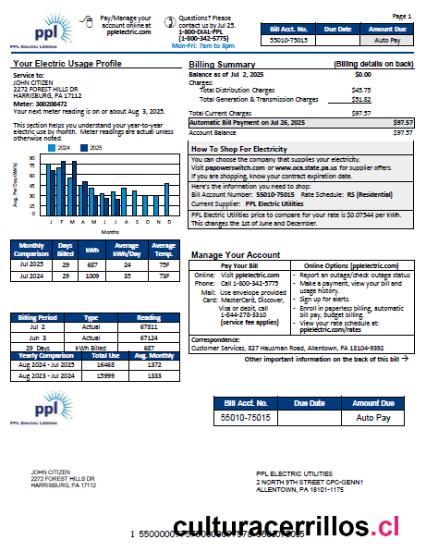 Page 1
ppl
PPL Electric Utilities
Pay/Manage your account online at pplelectric.com
Questions? Please contact us by
1-800-DIAL-PPL
(1-800-342-5775)
Mon-Fri: 7am to 8pm
Bill Acct. No. Due Date Amount Due
55010-75015 Auto Pay
Your Electric Usage Profile
Service to:
JOHN CITIZEN
2272 FOREST HILLS DR
HARRISBURG, PA 17112
Meter: 300208472
Your next meter reading is on or about Aug 3, 2025.
This section helps you understand your year-to-year
electric use by month. Meter readings are actual unless
otherwise noted.
2024 2025
Avg. Per Day(kWh)
90
80
70
60
50
40
30
20
10
0
J F M A M J J A S O N D
Months
Monthly Comparison Days Billed kWh Average kWh/Day Average Temp.
Jul 2025 29 687 24 75F
Jul 2024 29 1009 35 73F
Billing Period Type Reading
Jul 2 Actual 67811
Jun 3 Actual 67124
29 Days kWh Billed 687
Yearly Comparison Total Use Avg. Monthly
Aug 2024 - Jul 2025 16468 1372
Aug 2023 - Jul 2024 15999 1333
Billing Summary (Billing details on back)
Balance as of Jul 2, 2025 $0.00
Charges:
Total Distribution Charges $45.75
Total Generation & Transmission Charges $51.82
Total Current Charges $97.57
Automatic Bill Payment on Jul 26, 2025 $97.57
Account Balance $97.57
How To Shop For Electricity
You can choose the company that supplies your electricity.
Visit papowerswitch.com or www.oca.state.pa.us for supplier offers.
If you are shopping, know your contract expiration date.
Here's the information you need to shop:
Bill Account Number: 55010-75015 Rate Schedule: RS (Residential)
Current Supplier: PPL Electric Utilities
PPL Electric Utilities price to compare for your rate is $0.07544 per kWh.
This changes the 1st of June and December.
Manage Your Account
Pay Your Bill
Online: Visit pplelectric.com
Phone: Call 1-800-342-5775
Mail: Use envelope provided
Card: MasterCard, Discover,
Visa or debit, call
1-844-278-3310
(service fee applies)
Online Options (pplelectric.com)
- Report an outage/check outage status
- Make a payment, view your bill and
usage history.
- Sign up for alerts
- Enroll in paperless billing, automatic
bill pay, budget billing.
- View your rate schedule at:
pplelectric.com/rates
Correspondence:
Customer Services, 827 Hausman Road, Allentown, PA 18104-9392
Other important information on the back of this bill →
ppl
PPL Electric Utilities
Bill Acct. No. Due Date Amount Due
55010-75015 Auto Pay
JOHN CITIZEN
2272 FOREST HILLS DR
HARRISBURG, PA 17112
PPL ELECTRIC UTILITIES
2 NORTH 9TH STREET CPC-GENN1
ALLENTOWN, PA 18101-1175
culturacerrillos.cl